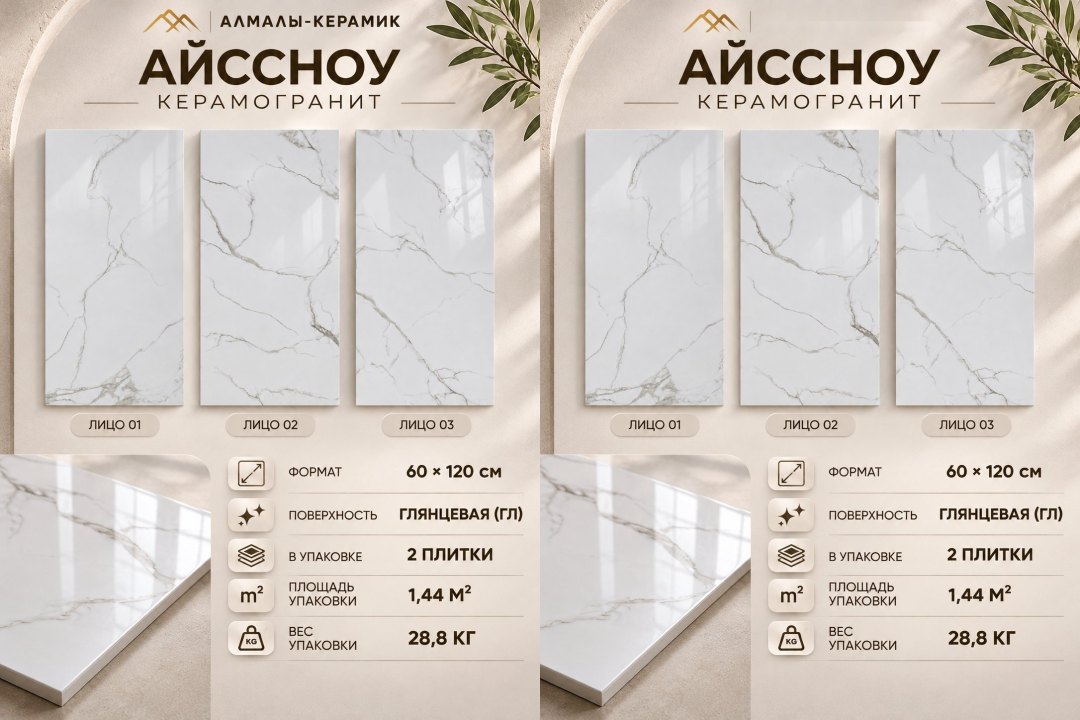 АЛМАЛЫ-КЕРАМИК
АЙССНОУ
КЕРАМОГРАНИТ
ЛИЦО 01
ЛИЦО 02
ЛИЦО 03
ФОРМАТ
60 × 120 см
ПОВЕРХНОСТЬ
ГЛЯНЦЕВАЯ (ГЛ)
В УПАКОВКЕ
2 ПЛИТКИ
m²
ПЛОЩАДЬ
УПАКОВКИ
1,44 М²
KG
ВЕС
УПАКОВКИ
28,8 КГ
АЙССНОУ
КЕРАМОГРАНИТ
ЛИЦО 01
ЛИЦО 02
ЛИЦО 03
ФОРМАТ
60 × 120 см
ПОВЕРХНОСТЬ
ГЛЯНЦЕВАЯ (ГЛ)
В УПАКОВКЕ
2 ПЛИТКИ
m²
ПЛОЩАДЬ
УПАКОВКИ
1,44 М²
KG
ВЕС
УПАКОВКИ
28,8 КГ